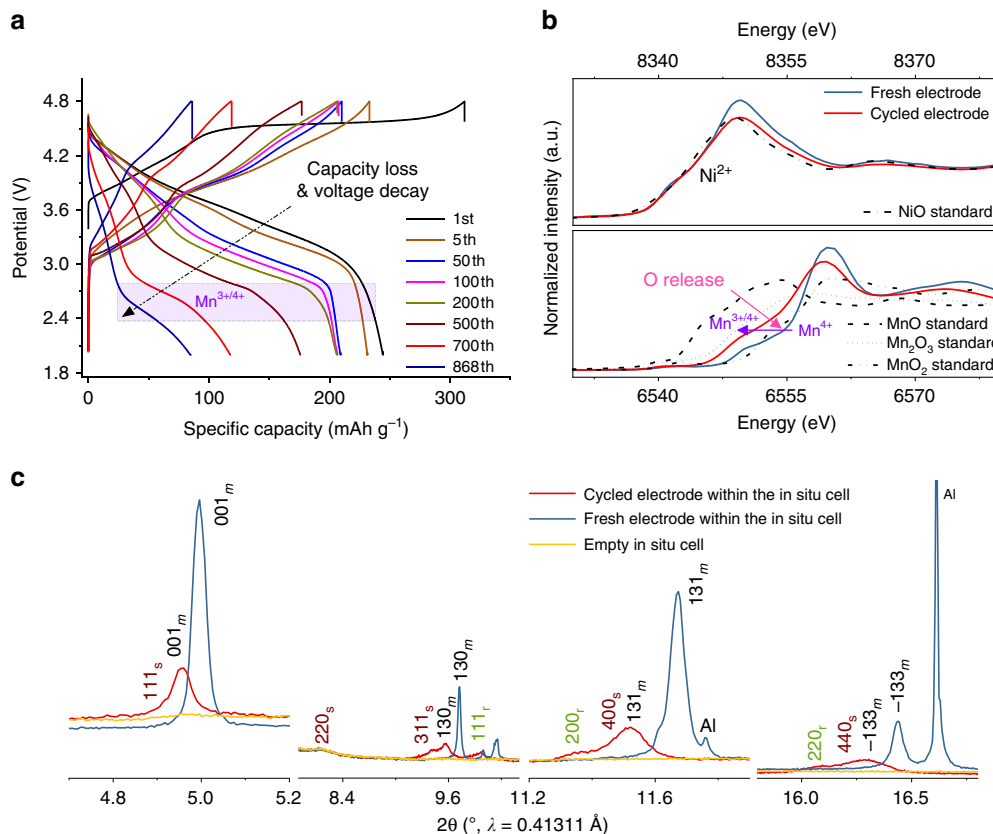 a
Potential (V)
4.8
4.2
3.6
3.0
2.4
1.8
Capacity loss
& voltage decay
Mn3+/4+
1st
5th
50th
100th
200th
500th
700th
868th
0
100
200
300
Specific capacity (mAh g–1)
b
Energy (eV)
8340
8355
8370
Fresh electrode
Cycled electrode
Ni2+
NiO standard
Normalized intensity (a.u.)
O release
Mn3+/4+
Mn4+
MnO standard
Mn2O3 standard
MnO2 standard
6540
6555
6570
Energy (eV)
c
Cycled electrode within the in situ cell
Fresh electrode within the in situ cell
Empty in situ cell
111s
001m
001m
220s
311s
130m
130m
111r
200r
400s
131m
131m
Al
220r
440s
–133m
–133m
Al
4.8
5.0
5.2
8.4
9.6
11.2
11.6
16.0
16.5
2θ (°, λ = 0.41311 Å)